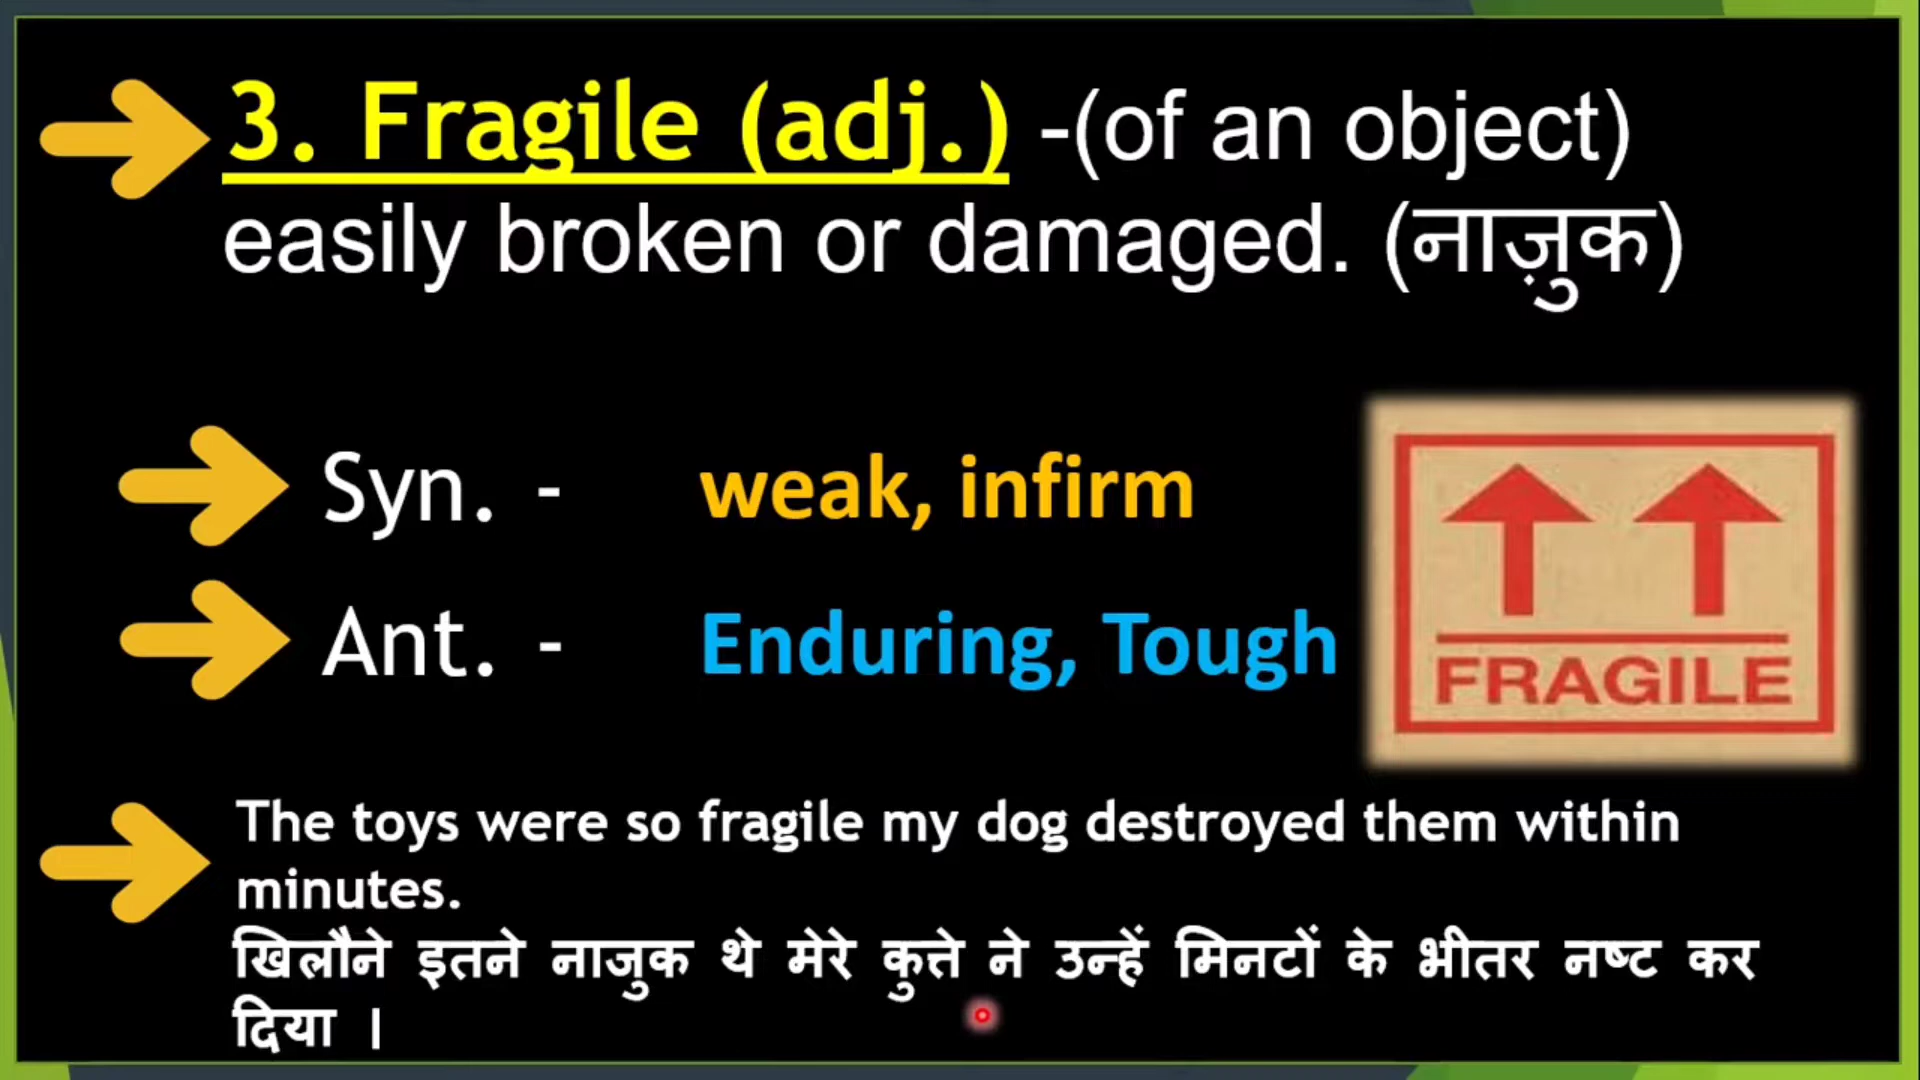 3. Fragile (adj.) -(of an object)
easily broken or damaged. (नाज़ुक)
Syn. - weak, infirm
Ant. - Enduring, Tough
FRAGILE
The toys were so fragile my dog destroyed them within
minutes.
खिलौने इतने नाजुक थे मेरे कुत्ते ने उन्हें मिनटों के भीतर नष्ट कर
दिया ।